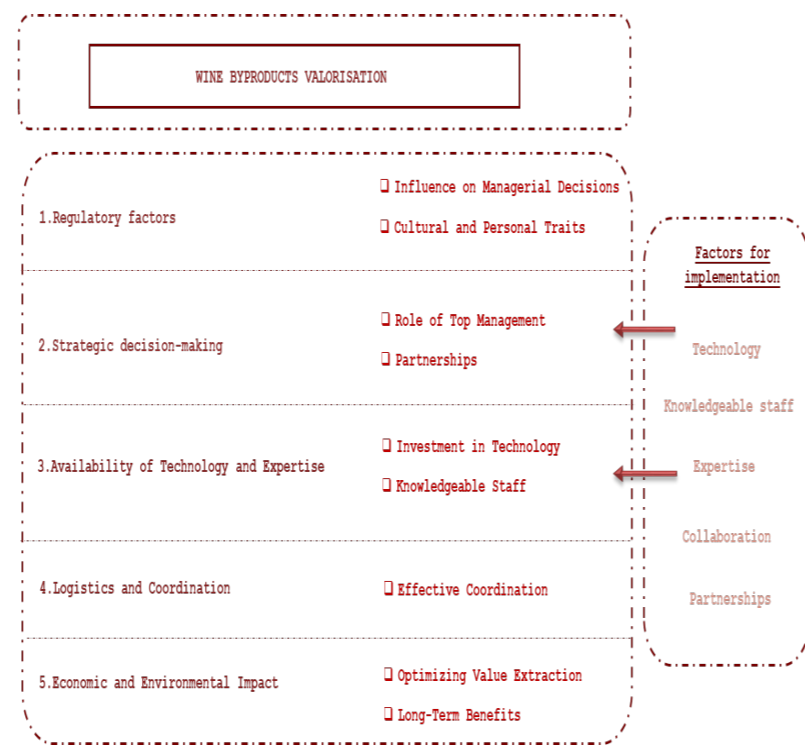 WINE BYPRODUCTS VALORISATION
1.Regulatory factors
❑ Influence on Managerial Decisions
❑ Cultural and Personal Traits
2.Strategic decision-making
❑ Role of Top Management
❑ Partnerships
3.Availability of Technology and Expertise
❑ Investment in Technology
❑ Knowledgeable Staff
4.Logistics and Coordination
❑ Effective Coordination
5.Economic and Environmental Impact
❑ Optimizing Value Extraction
❑ Long-Term Benefits
Factors for
implementation
Technology
Knowledgeable staff
Expertise
Collaboration
Partnerships